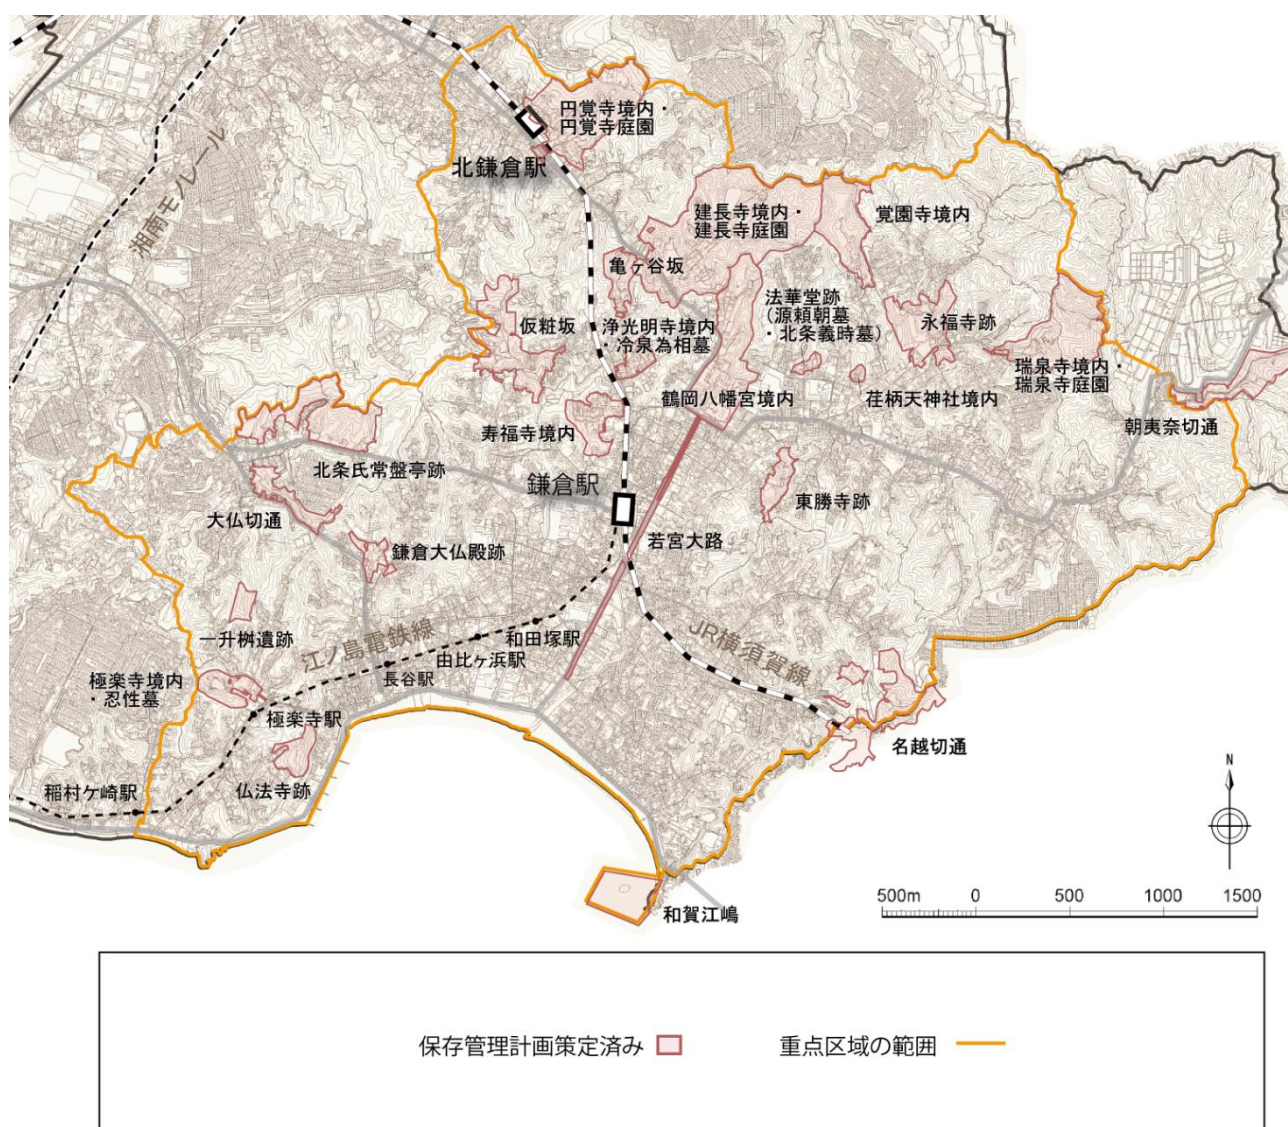 円覚寺境内・
円覚寺庭園
北鎌倉駅
湘南モノレール
建長寺境内・
建長寺庭園
覚園寺境内
亀ヶ谷坂
法華堂跡
（源頼朝墓
・北条義時墓）
仮粧坂
浄光明寺境内
・冷泉為相墓
永福寺跡
瑞泉寺境内・
瑞泉寺庭園
鶴岡八幡宮境内
荏柄天神社境内
朝夷奈切通
寿福寺境内
北条氏常盤亭跡
鎌倉駅
東勝寺跡
大仏切通
若宮大路
鎌倉大仏殿跡
一升桝遺跡
江ノ島電鉄線
和田塚駅
JR横須賀線
由比ヶ浜駅
長谷駅
極楽寺境内
・忍性墓
極楽寺駅
名越切通
稲村ケ崎駅
仏法寺跡
N
和賀江嶋
500m 0 500 1000 1500
保存管理計画策定済み
重点区域の範囲